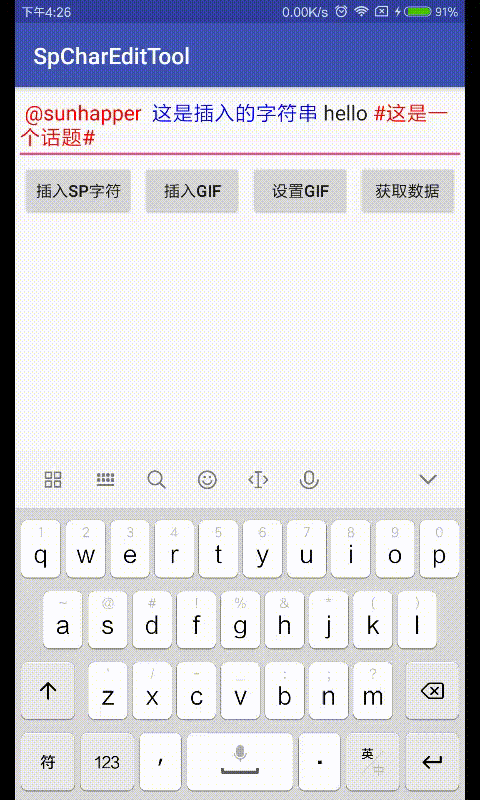 下午4:26 0.00K/s 91%
SpCharEditTool
@sunhapper 这是插入的字符串 hello #这是一
个话题#
插入SP字符 插入GIF 设置GIF 获取数据
1 2 3 4 5 6 7 8 9 0
q w e r t y u i o p
~ @ # ! % & * ( )
a s d f g h j k l
` / - _ : ; ?
z x c v b n m
符 123 , . 英/中